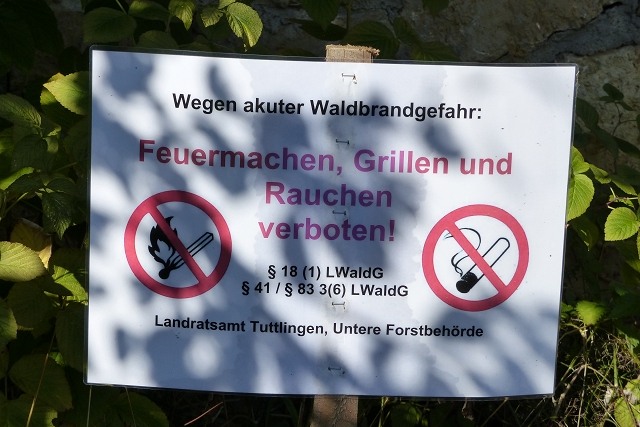 Wegen akuter Waldbrandgefahr:
Feuermachen, Grillen und
Rauchen
verboten!
§ 18 (1) LWaldG
§ 41 / § 83 3(6) LWaldG
Landratsamt Tuttlingen, Untere Forstbehörde